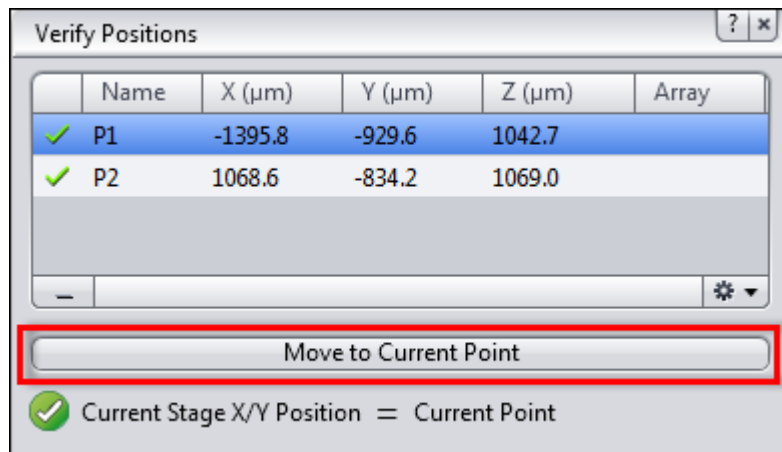 Verify Positions ? ×
Name X (μm) Y (μm) Z (μm) Array
P1 -1395.8 -929.6 1042.7
P2 1068.6 -834.2 1069.0
Move to Current Point
Current Stage X/Y Position = Current Point